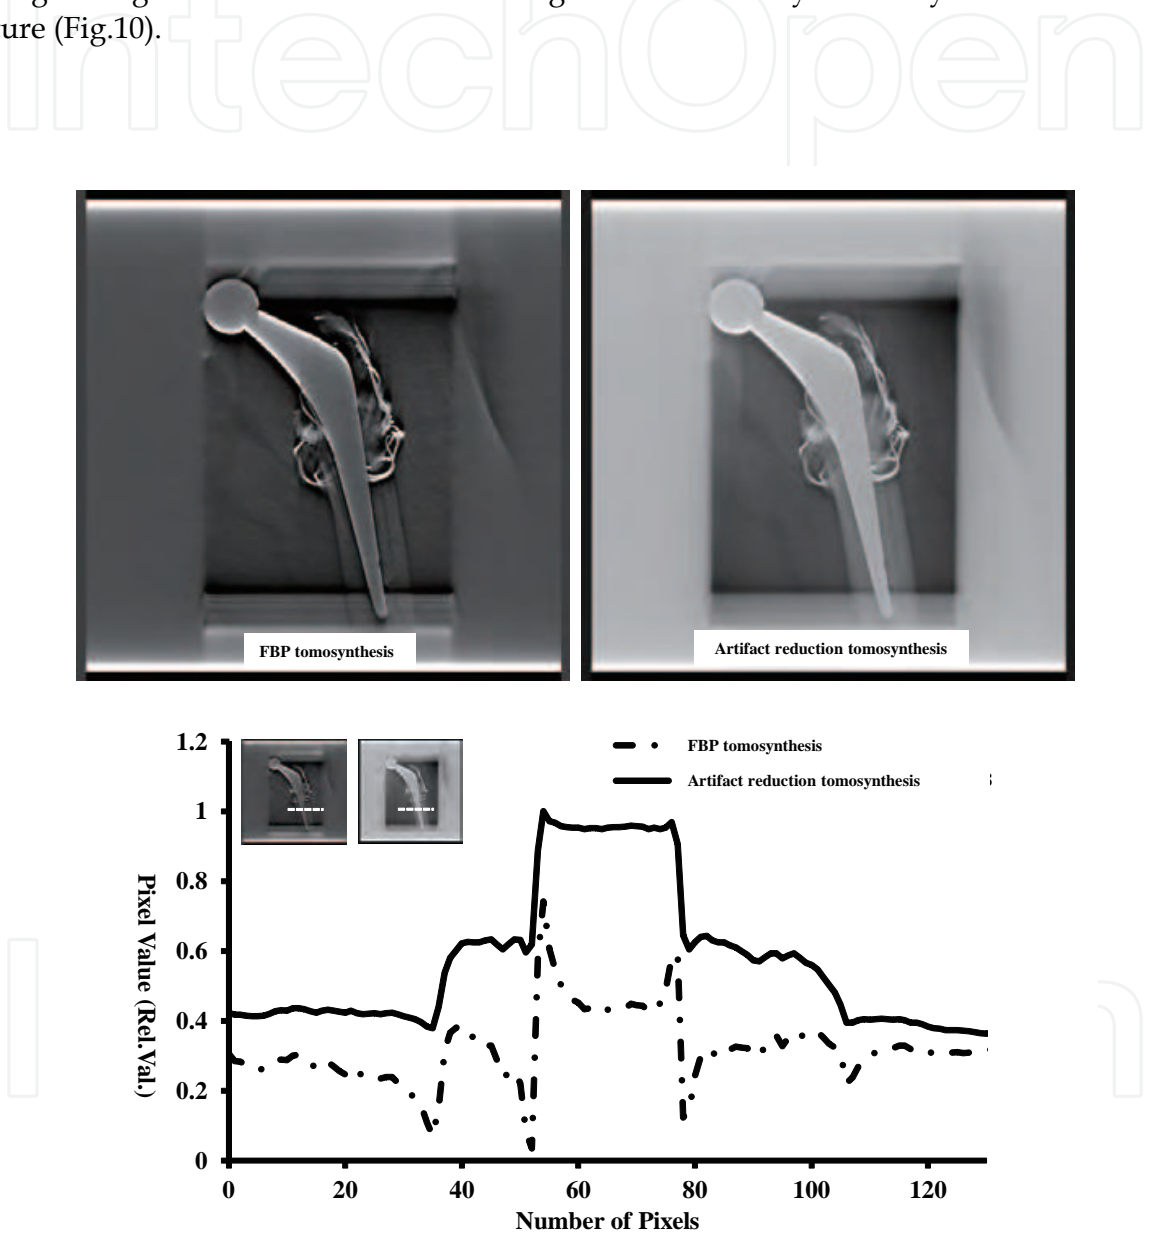 ture (Fig.10).
IntechOpen
FBP tomosynthesis
Artifact reduction tomosynthesis
FBP tomosynthesis
Artifact reduction tomosynthesis
1.2
1
0.8
0.6
0.4
0.2
0
Pixel Value (Rel.Val.)
0 20 40 60 80 100 120
Number of Pixels